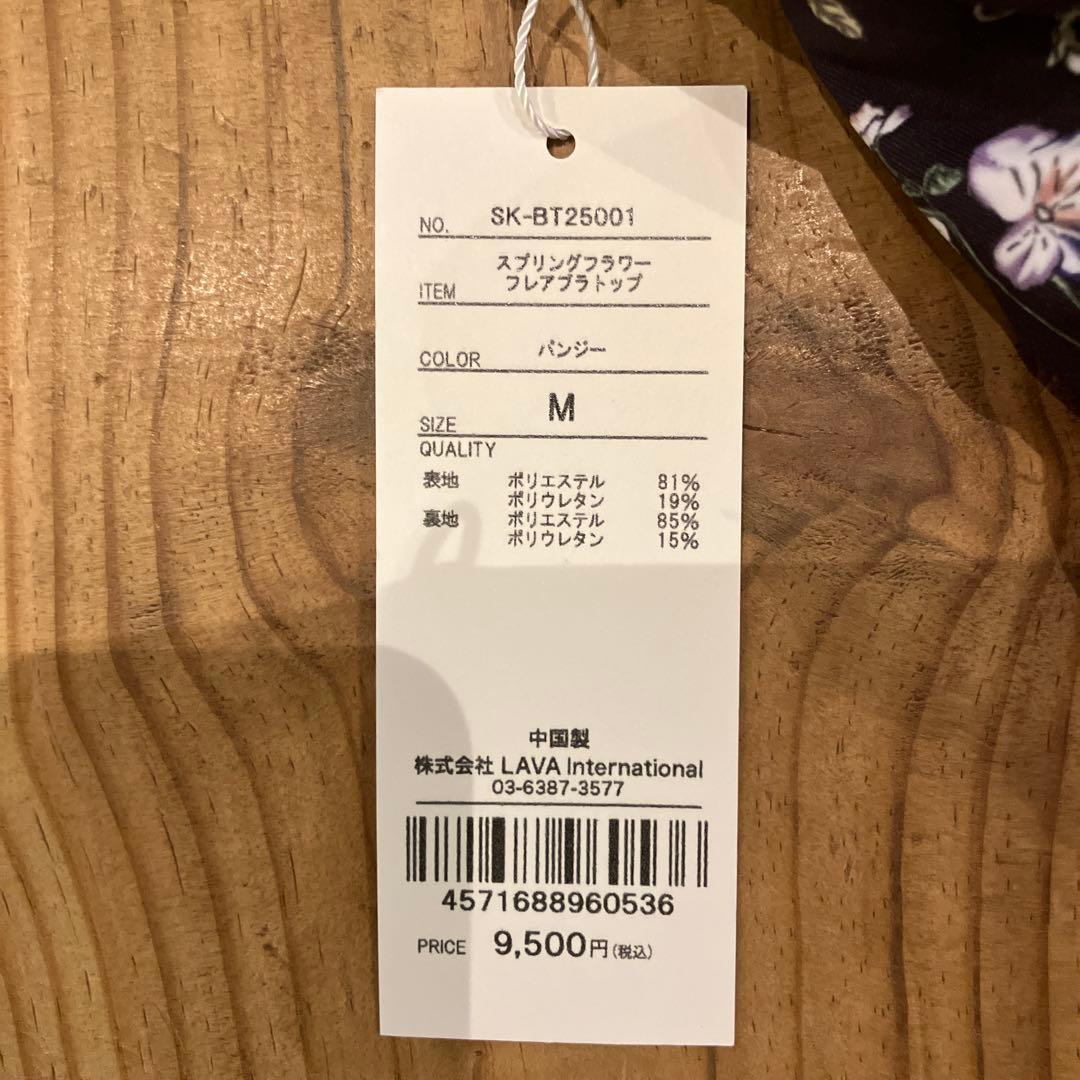 NO. SK-BT25001
スプリングフラワー
ITEM フレアブラトップ
COLOR パンジー
SIZE M
QUALITY
表地 ポリエステル 81%
ポリウレタン 19%
裏地 ポリエステル 85%
ポリウレタン 15%
中国製
株式会社 LAVA International
03-6387-3577
4571688960536
PRICE 9,500円(税込)